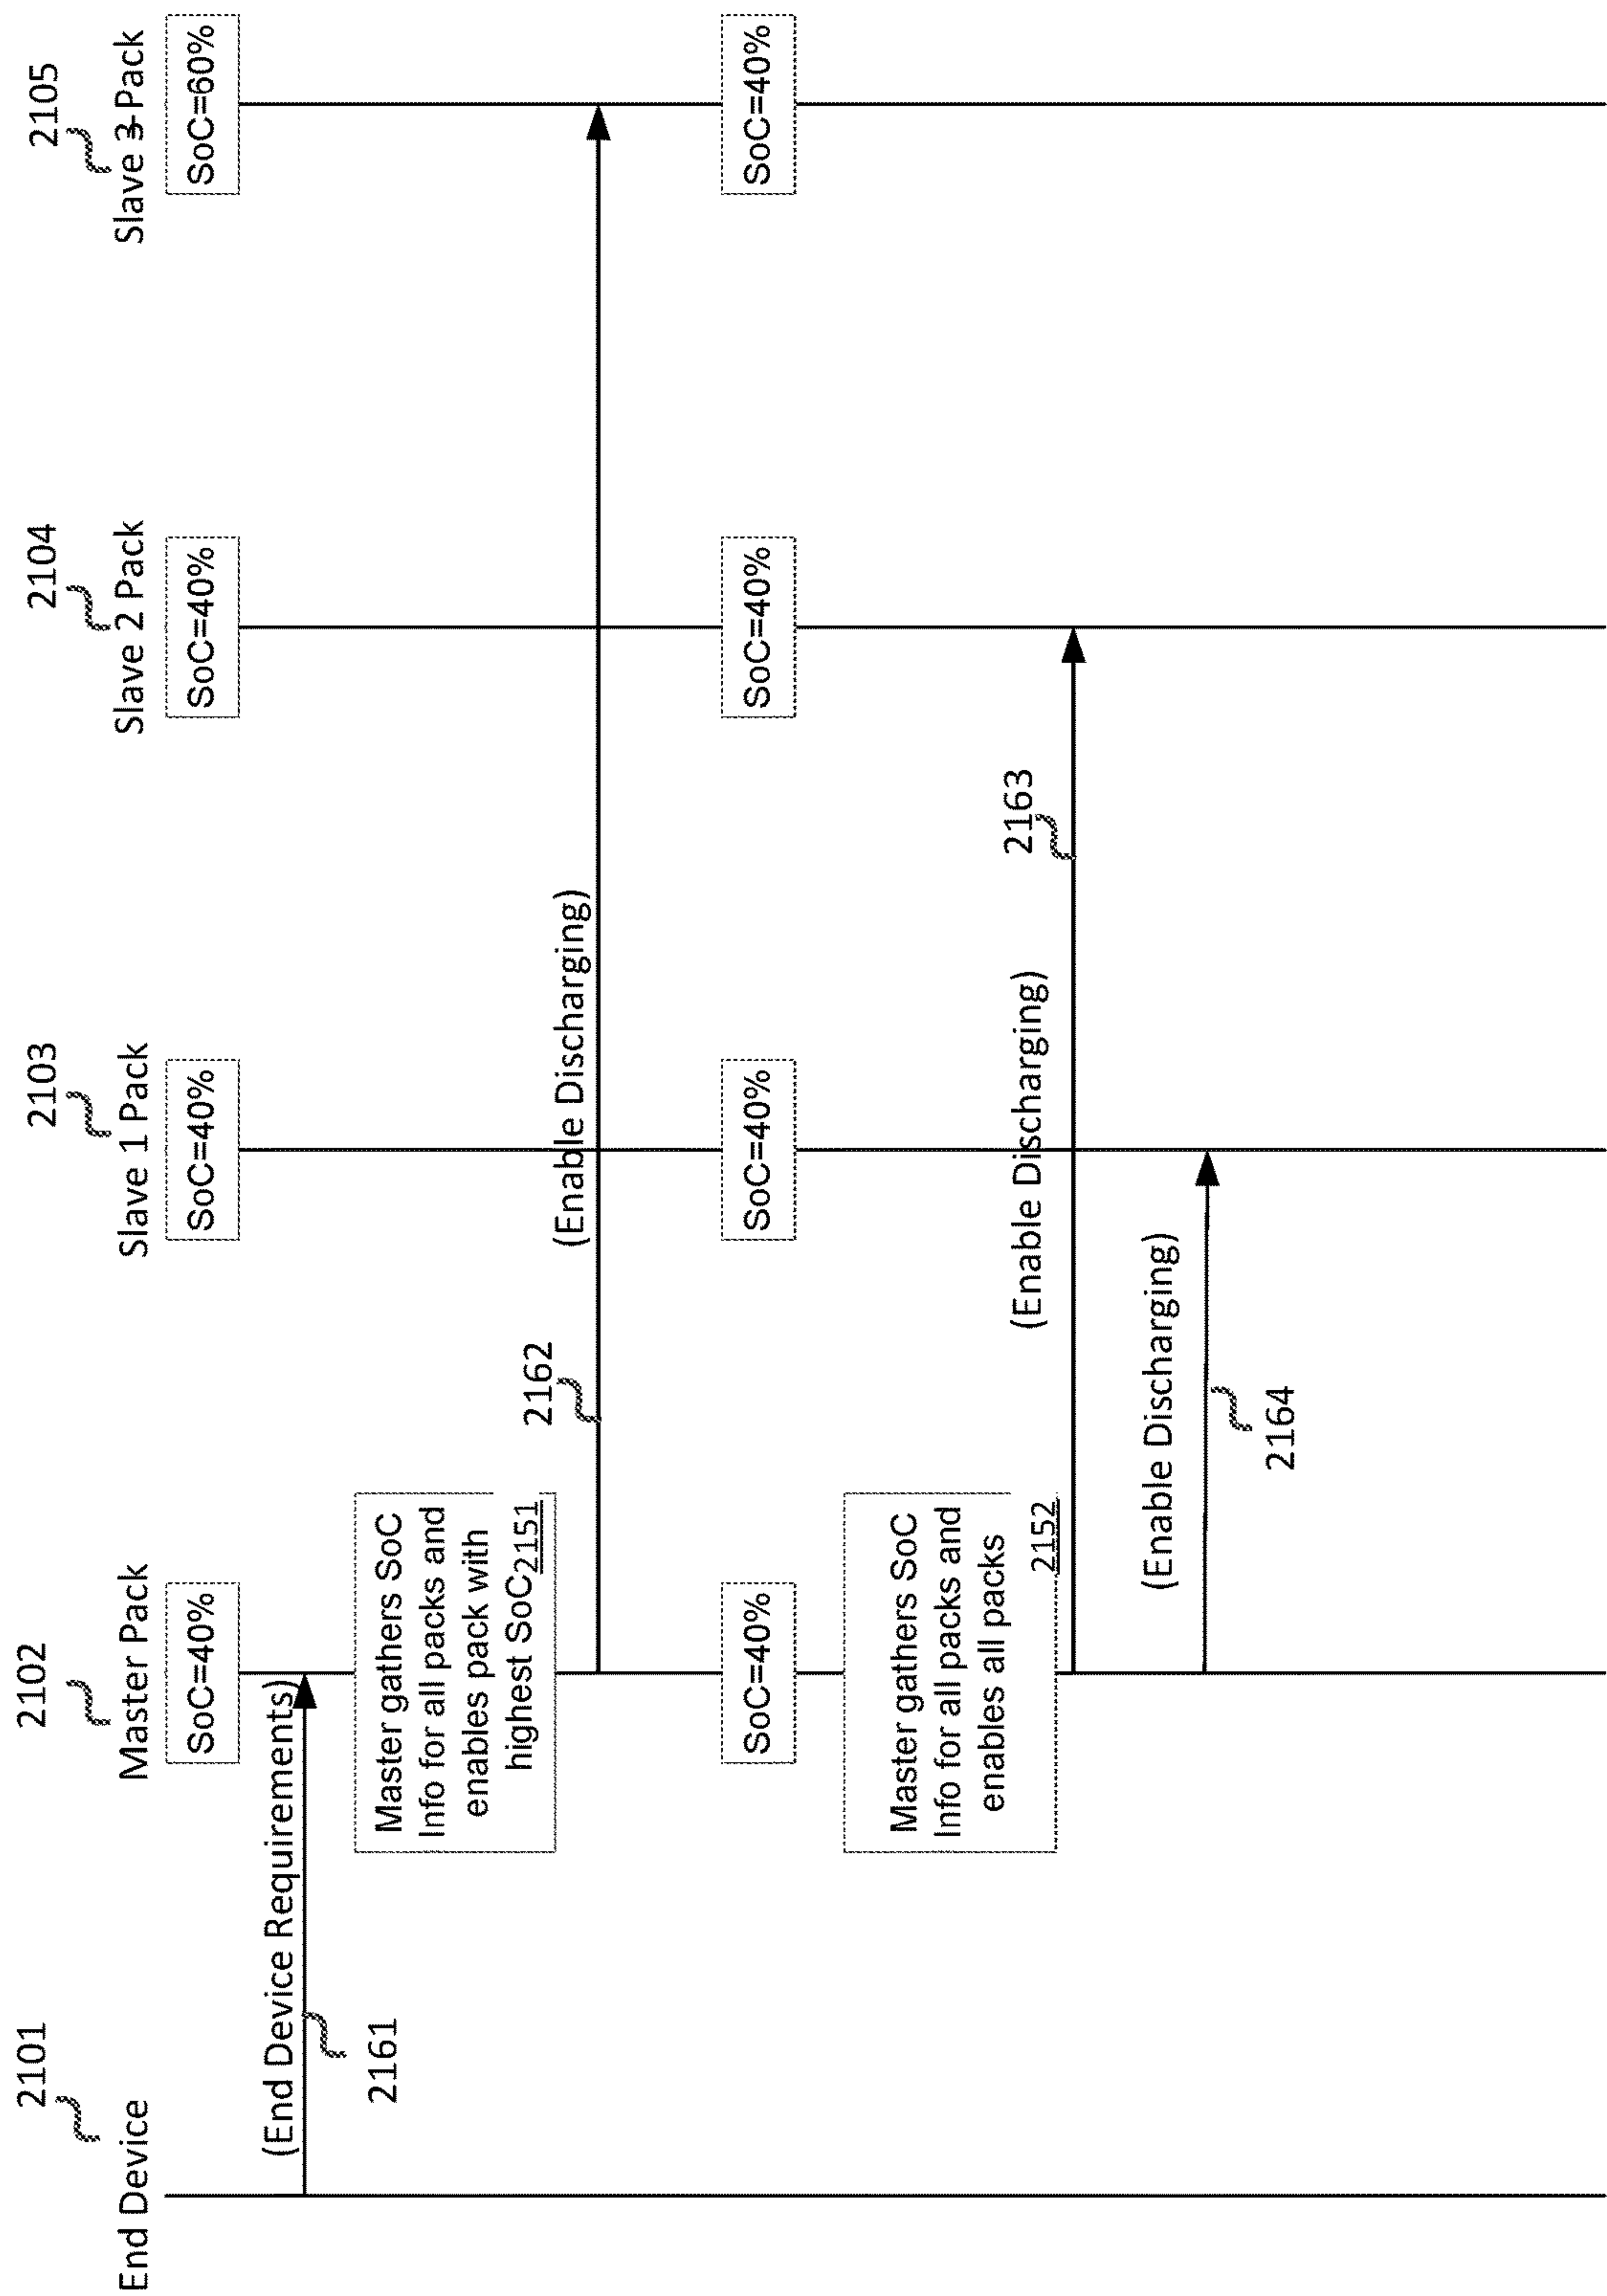 2101
2102
2103
2104
2105
End Device
Master Pack
Slave 1 Pack
Slave 2 Pack
Slave 3 Pack
SoC=40%
SoC=40%
SoC=40%
SoC=60%
(End Device Requirements)
2161
Master gathers SoC
Info for all packs and
enables pack with
highest SoC 2151
2162
(Enable Discharging)
SoC=40%
SoC=40%
SoC=40%
SoC=40%
Master gathers SoC
Info for all packs and
enables all packs
2152
(Enable Discharging)
2163
(Enable Discharging)
2164